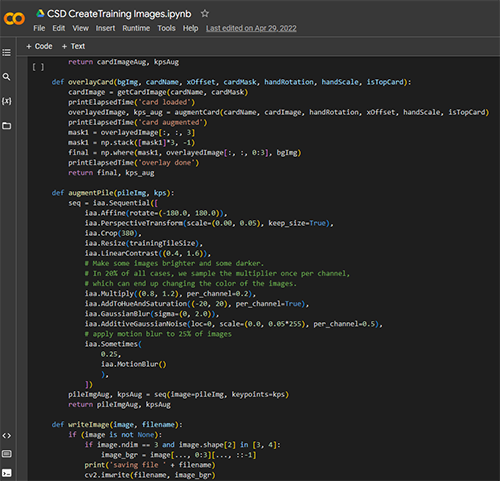 CSD CreateTraining Images.ipynb
File Edit View Insert Runtime Tools Help Last edited on Apr 29, 2022
+ Code + Text
return cardImageAug, kpsAug
[ ]
def overlayCard(bgImg, cardName, xOffset, cardMask, handRotation, handScale, isTopCard):
cardImage = getCardImage(cardName, cardMask)
printElapsedTime('card loaded')
overlayedImage, kps_aug = augmentCard(cardName, cardImage, handRotation, xOffset, handScale, isTopCard)
printElapsedTime('card augmented')
mask1 = overlayedImage[:, :, 3]
mask1 = np.stack([mask1]*3, -1)
final = np.where(mask1, overlayedImage[:, :, 0:3], bgImg)
printElapsedTime('overlay done')
return final, kps_aug
def augmentPile(pileImg, kps):
seq = iaa.Sequential([
iaa.Affine(rotate=(-180.0, 180.0)),
iaa.PerspectiveTransform(scale=(0.00, 0.05), keep_size=True),
iaa.Crop(380),
iaa.Resize(trainingTileSize),
iaa.LinearContrast((0.4, 1.6)),
# Make some images brighter and some darker.
# In 20% of all cases, we sample the multiplier once per channel,
# which can end up changing the color of the images.
iaa.Multiply((0.8, 1.2), per_channel=0.2),
iaa.AddToHueAndSaturation((-20, 20), per_channel=True),
iaa.GaussianBlur(sigma=(0, 2.0)),
iaa.AdditiveGaussianNoise(loc=0, scale=(0.0, 0.05*255), per_channel=0.5),
# apply motion blur to 25% of images
iaa.Sometimes(
0.25,
iaa.MotionBlur()
),
])
pileImgAug, kpsAug = seq(image=pileImg, keypoints=kps)
return pileImgAug, kpsAug
def writeImage(image, filename):
if (image is not None):
if image.ndim == 3 and image.shape[2] in [3, 4]:
image_bgr = image[..., 0:3][..., ::-1]
print('saving file ' + filename)
cv2.imwrite(filename, image_bgr)